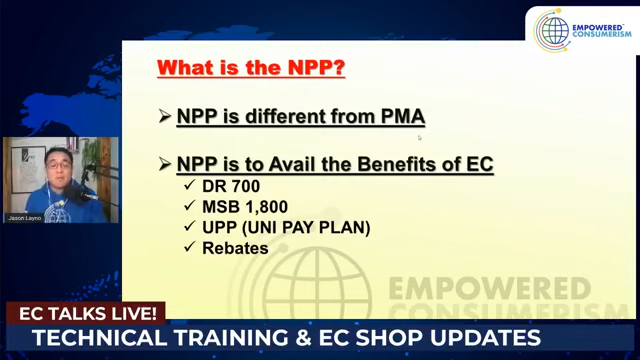 EMPOWERED
CONSUMERISM
What is the NPP?
NPP is different from PMA
NPP is to Avail the Benefits of EC
DR 700
MSB 1,800
UPP (UNI PAY PLAN)
Rebates
Jason Layno
EMPOWERED
CONSUMERISM
EC TALKS LIVE!
TECHNICAL TRAINING & EC SHOP UPDATES